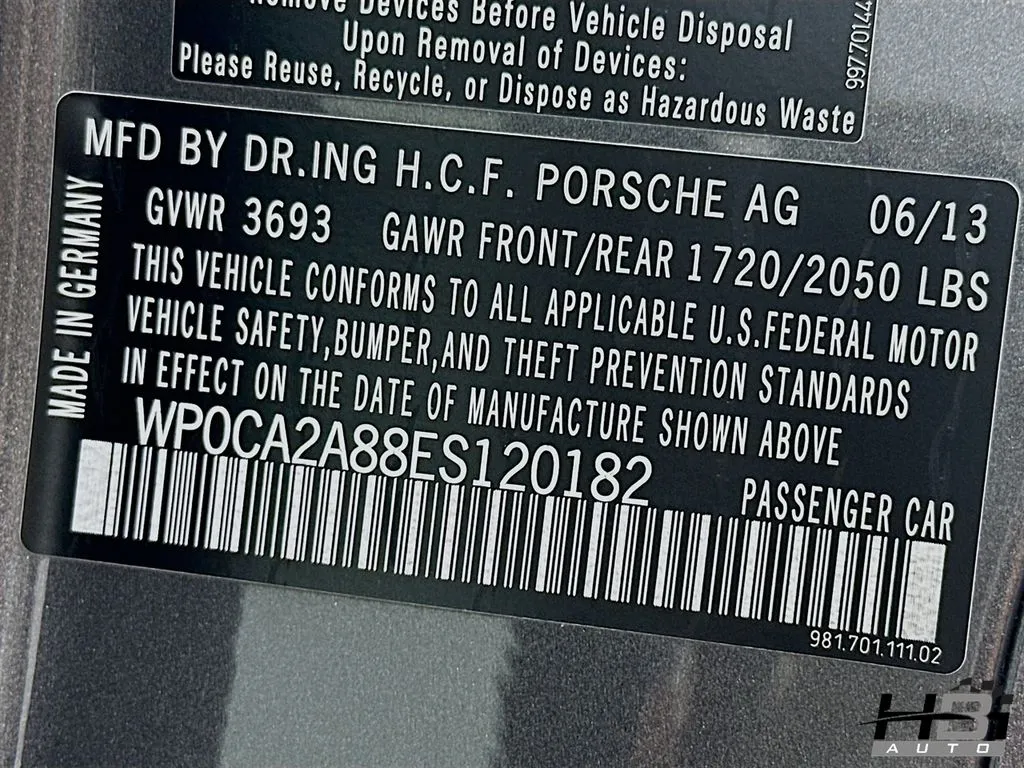 Remove Devices Before Vehicle Disposal
Upon Removal of Devices:
Please Reuse, Recycle, or Dispose as Hazardous Waste
99770144
MFD BY DR.ING H.C.F. PORSCHE AG 06/13
GVWR 3693 GAWR FRONT/REAR 1720/2050 LBS
THIS VEHICLE CONFORMS TO ALL APPLICABLE U.S.FEDERAL MOTOR
VEHICLE SAFETY,BUMPER,AND THEFT PREVENTION STANDARDS
IN EFFECT ON THE DATE OF MANUFACTURE SHOWN ABOVE
WP0CA2A88ES120182
PASSENGER CAR
981.701.111.02
MADE IN GERMANY
HBI
AUTO